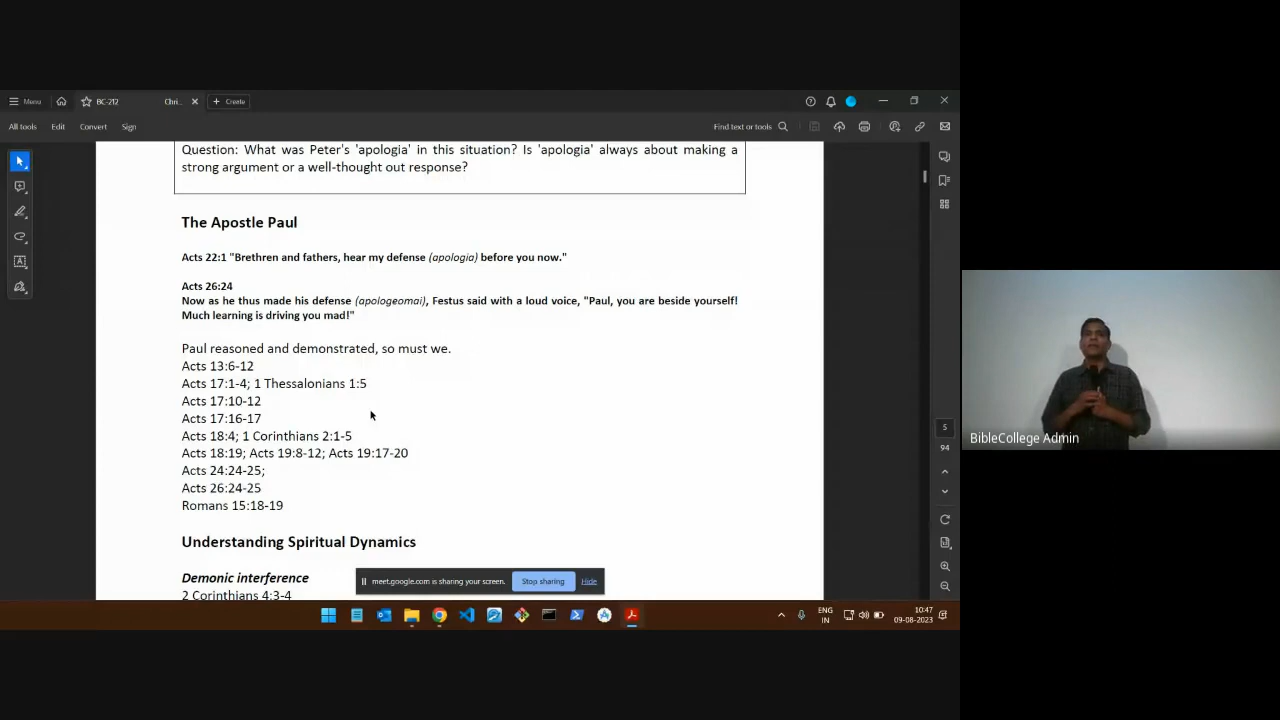 Menu
BC-212
Chri...
Create
All tools
Edit
Convert
Sign
Find text or tools
Question: What was Peter's 'apologia' in this situation? Is 'apologia' always about making a
strong argument or a well-thought out response?
The Apostle Paul
Acts 22:1 "Brethren and fathers, hear my defense (apologia) before you now."
Acts 26:24
Now as he thus made his defense (apologeomai), Festus said with a loud voice, "Paul, you are beside yourself!
Much learning is driving you mad!"
Paul reasoned and demonstrated, so must we.
Acts 13:6-12
Acts 17:1-4; 1 Thessalonians 1:5
Acts 17:10-12
Acts 17:16-17
Acts 18:4; 1 Corinthians 2:1-5
Acts 18:19; Acts 19:8-12; Acts 19:17-20
Acts 24:24-25;
Acts 26:24-25
Romans 15:18-19
Understanding Spiritual Dynamics
Demonic interference
2 Corinthians 4:3-4
5
94
BibleCollege Admin
meet.google.com is sharing your screen.
Stop sharing
Hide
ENG
IN
10:47
09-08-2023